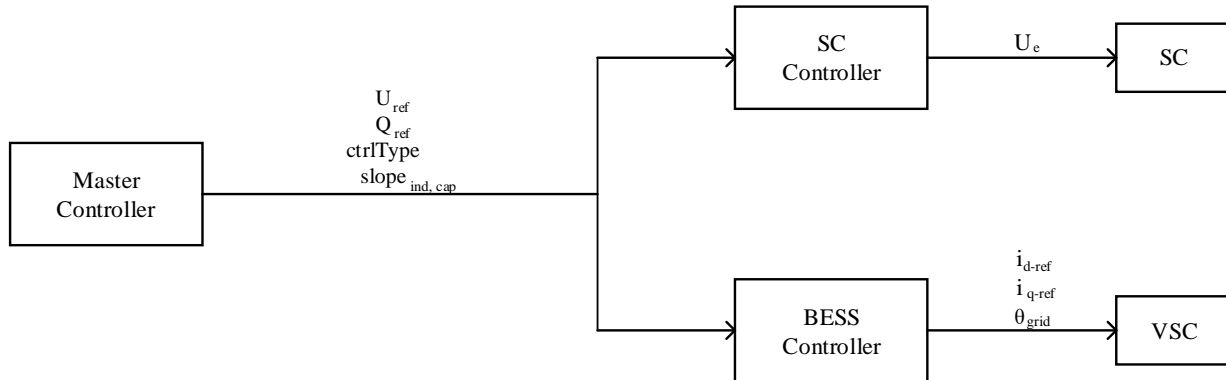 Master
Controller
U ref
Q ref
ctrlType
slope ind, cap
SC
Controller
U e
SC
BESS
Controller
i d-ref
i q-ref
θ grid
VSC